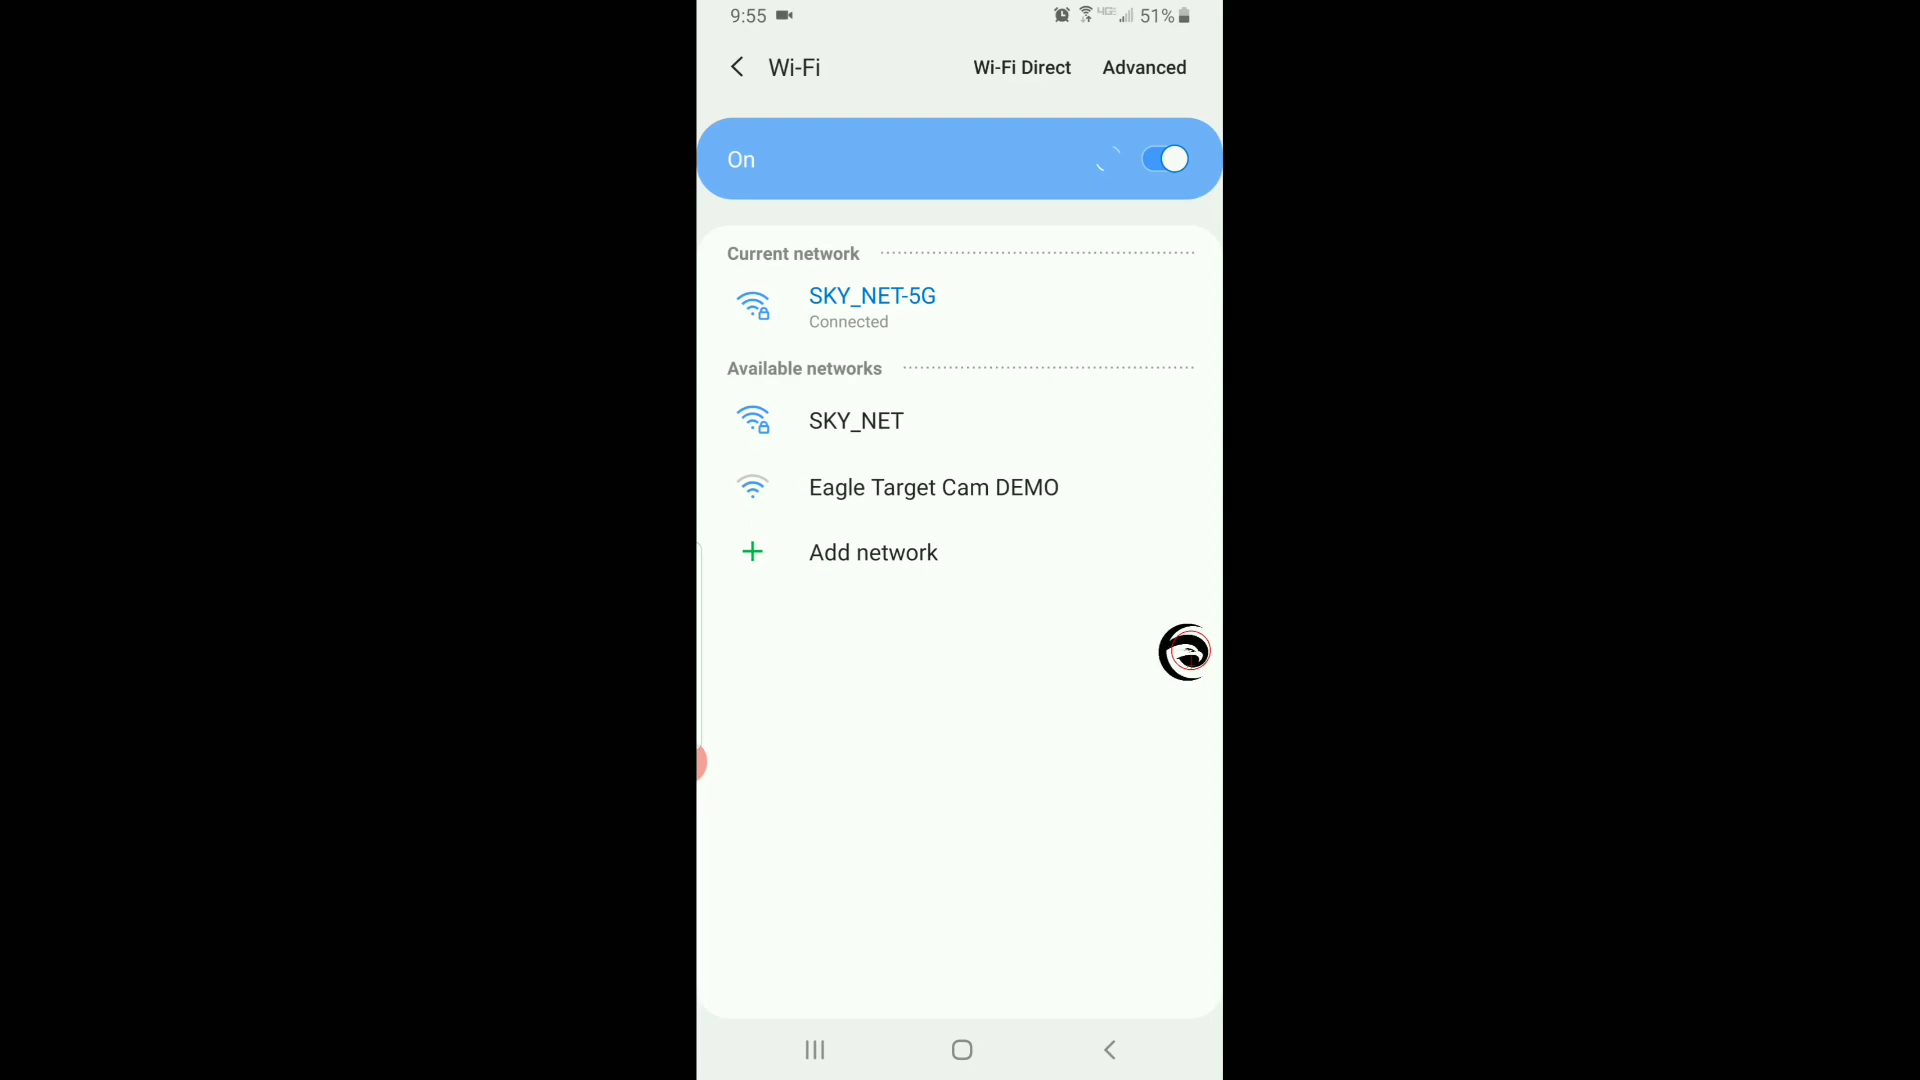 9:55 4GE 51%
Wi-Fi Wi-Fi Direct Advanced
On
Current network
SKY_NET-5G
Connected
Available networks
SKY_NET
Eagle Target Cam DEMO
Add network